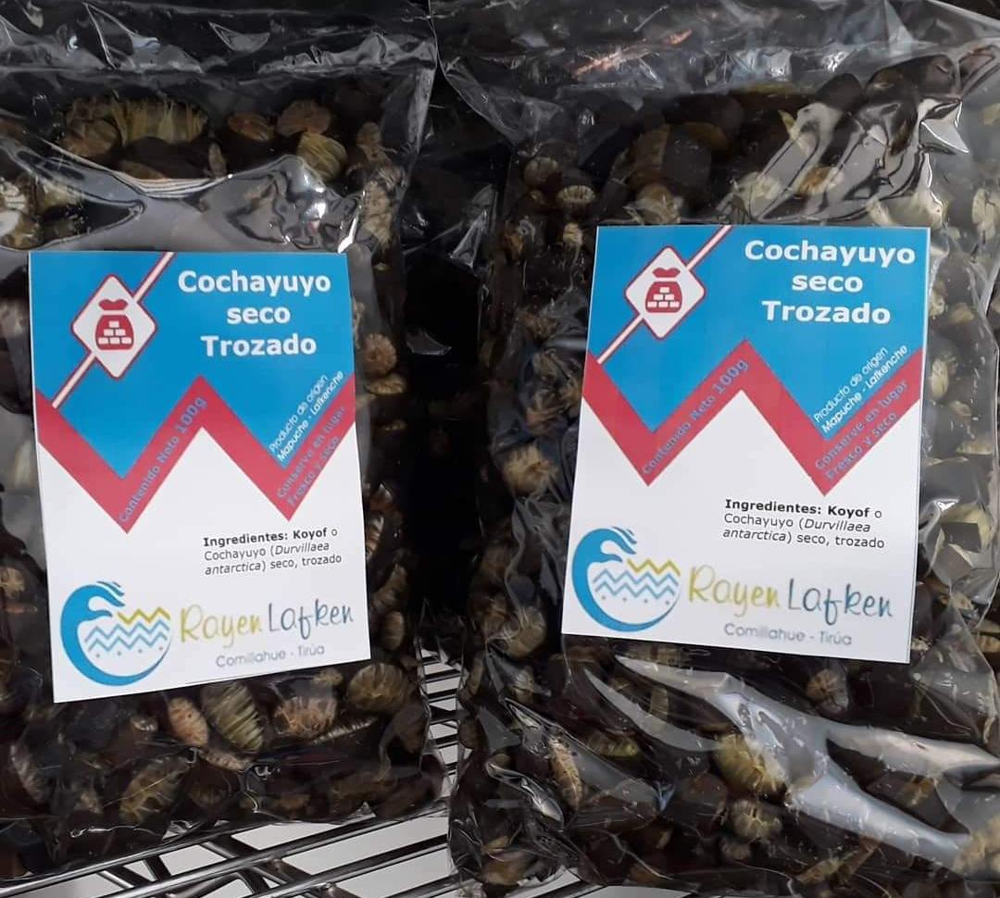 Cochayuyo
seco
Trozado
Contenido Neto 100g
Producto de origen
Mapuche - Lafkenche
Conserve en lugar
Fresco y seco
Ingredientes: Koyof o
Cochayuyo (Durvillaea
antarctica) seco, trozado
Rayen Lafken
Comillahue - Tirúa
Cochayuyo
seco
Trozado
Contenido Neto 100g
Producto de origen
Mapuche - Lafkenche
Conserve en lugar
Fresco y seco
Ingredientes: Koyof o
Cochayuyo (Durvillaea
antarctica) seco, trozado
Rayen Lafken
Comillahue - Tirúa